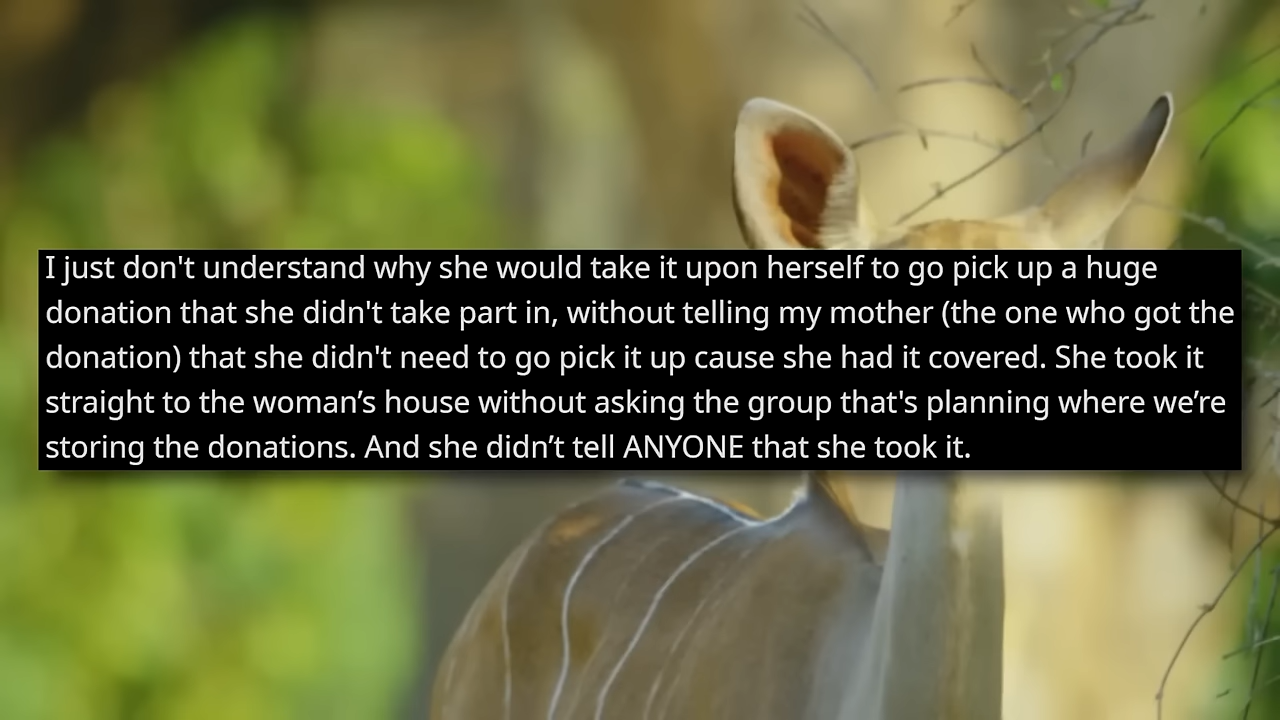 I just don't understand why she would take it upon herself to go pick up a huge
donation that she didn't take part in, without telling my mother (the one who got the
donation) that she didn't need to go pick it up cause she had it covered. She took it
straight to the woman’s house without asking the group that's planning where we’re
storing the donations. And she didn’t tell ANYONE that she took it.